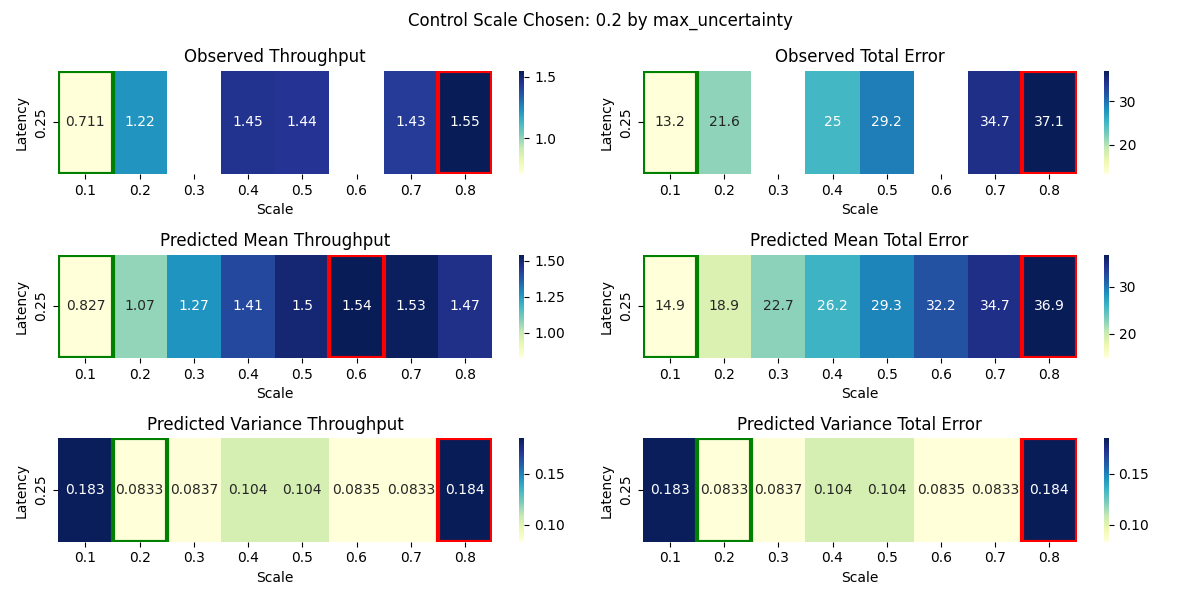 Control Scale Chosen: 0.2 by max_uncertainty
Observed Throughput
Latency
0.25
0.711 1.22 1.45 1.44 1.43 1.55
0.1 0.2 0.3 0.4 0.5 0.6 0.7 0.8
Scale
1.5
1.0
Observed Total Error
Latency
0.25
13.2 21.6 25 29.2 34.7 37.1
0.1 0.2 0.3 0.4 0.5 0.6 0.7 0.8
Scale
30
20
Predicted Mean Throughput
Latency
0.25
0.827 1.07 1.27 1.41 1.5 1.54 1.53 1.47
0.1 0.2 0.3 0.4 0.5 0.6 0.7 0.8
Scale
1.50
1.25
1.00
Predicted Mean Total Error
Latency
0.25
14.9 18.9 22.7 26.2 29.3 32.2 34.7 36.9
0.1 0.2 0.3 0.4 0.5 0.6 0.7 0.8
Scale
30
20
Predicted Variance Throughput
Latency
0.25
0.183 0.0833 0.0837 0.104 0.104 0.0835 0.0833 0.184
0.1 0.2 0.3 0.4 0.5 0.6 0.7 0.8
Scale
0.15
0.10
Predicted Variance Total Error
Latency
0.25
0.183 0.0833 0.0837 0.104 0.104 0.0835 0.0833 0.184
0.1 0.2 0.3 0.4 0.5 0.6 0.7 0.8
Scale
0.15
0.10